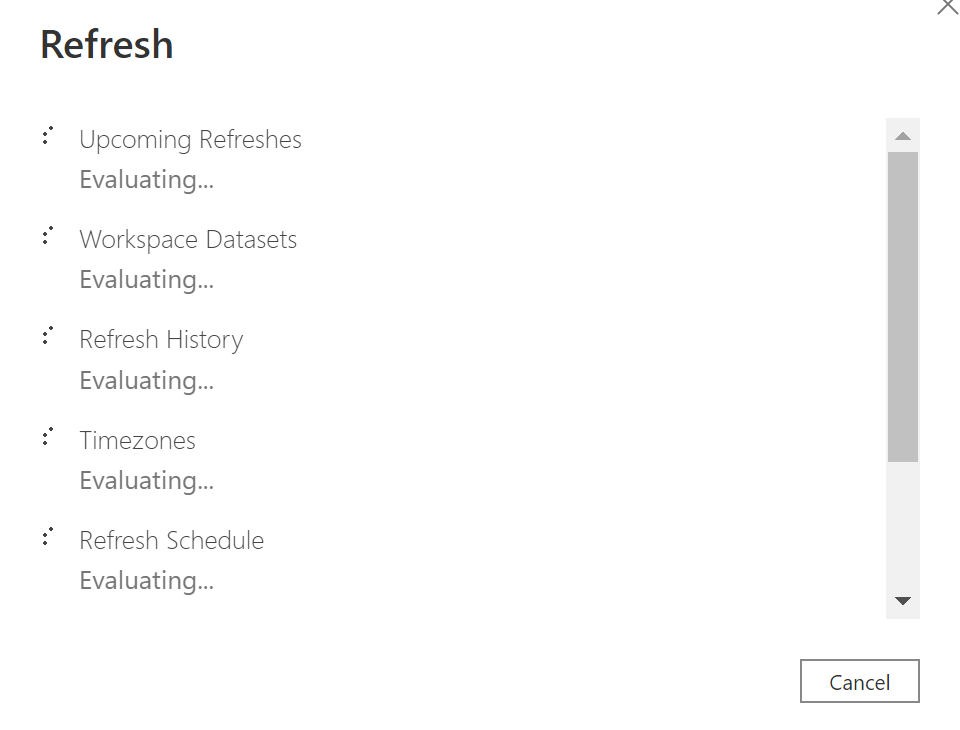 Refresh
Upcoming Refreshes
Evaluating...
Workspace Datasets
Evaluating...
Refresh History
Evaluating...
Timezones
Evaluating...
Refresh Schedule
Evaluating...
Cancel